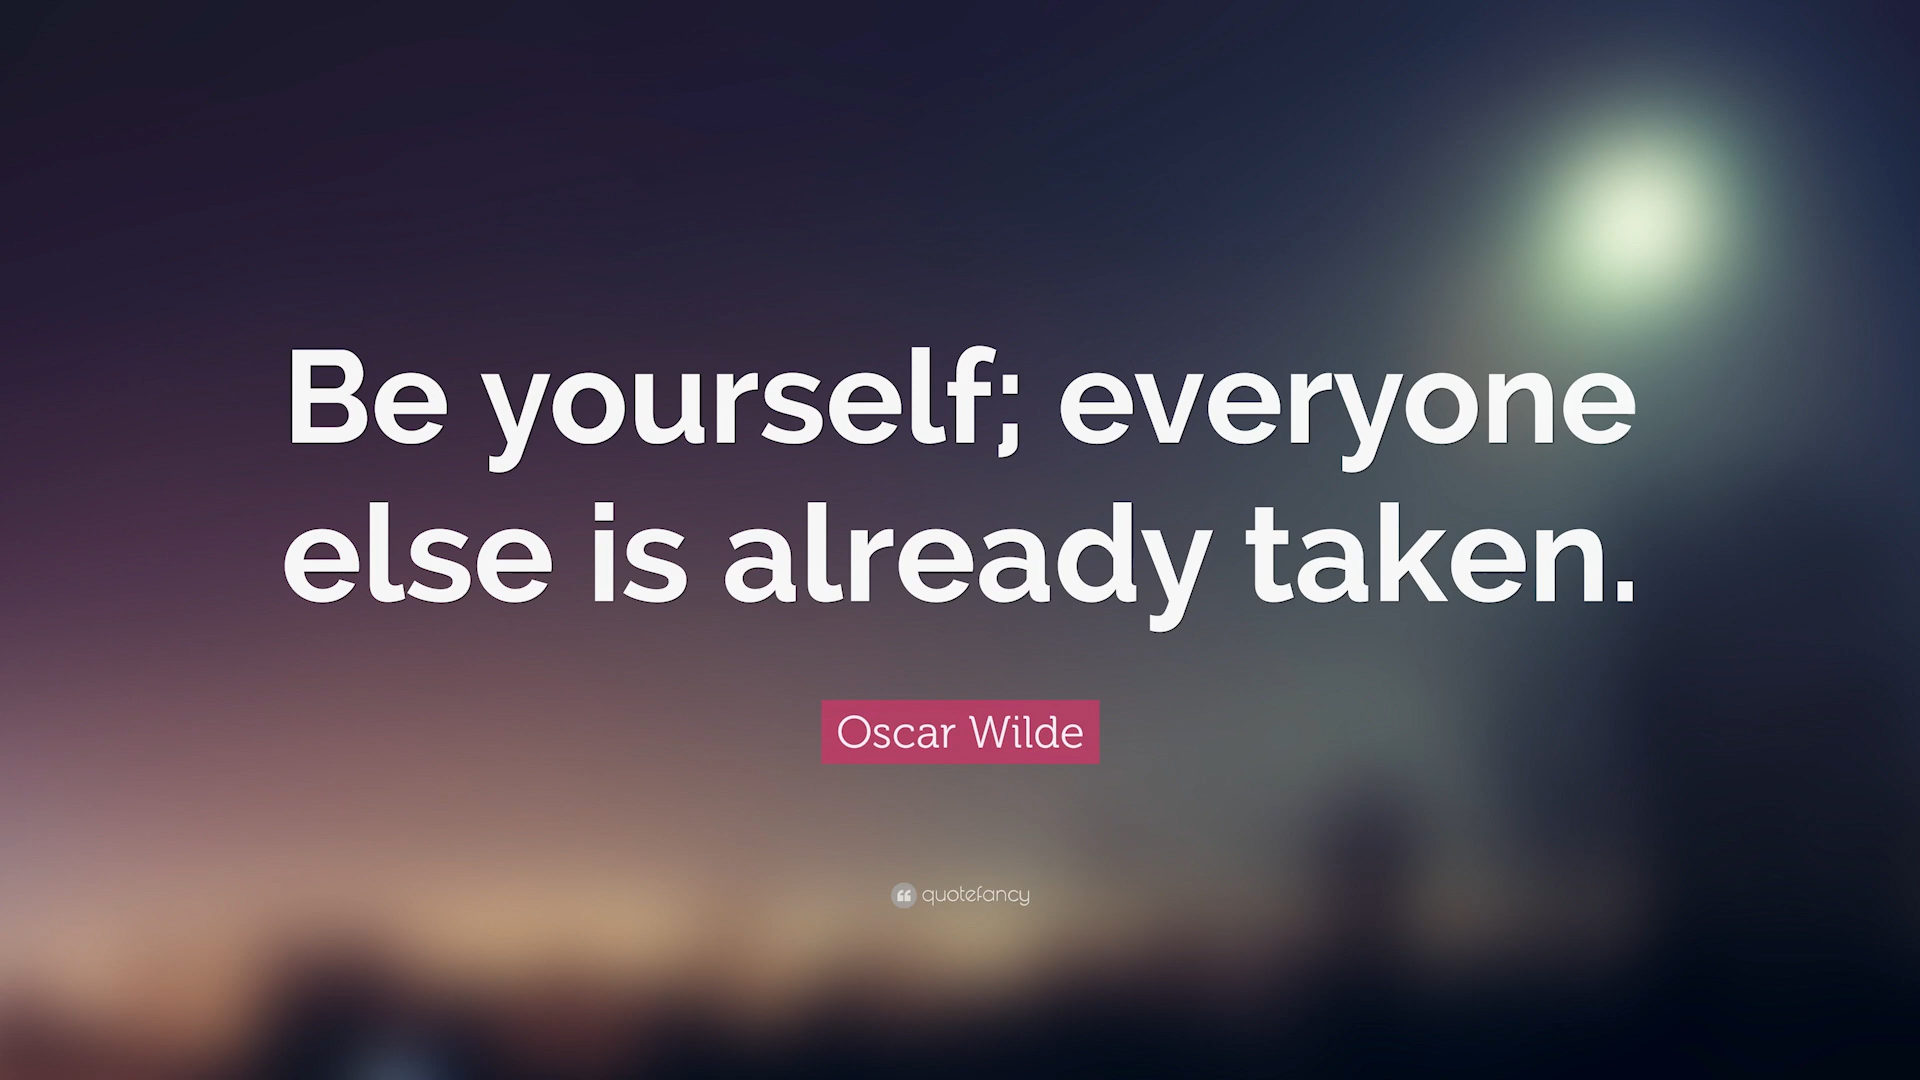 Be yourself; everyone
else is already taken.
Oscar Wilde
quotefancy